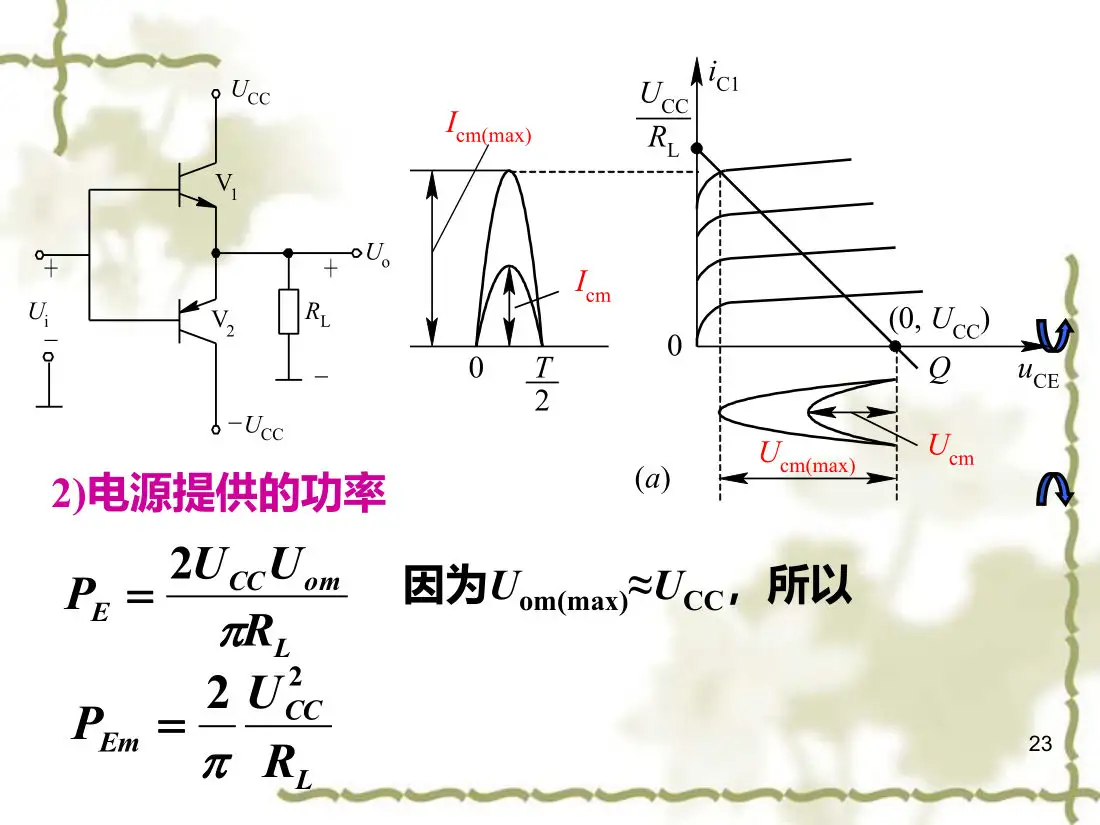 U_CC
V_1
U_o
+
+
U_i
V_2
R_L
−
−
−U_CC
I_cm(max)
I_cm
0
T/2
i_C1
U_CC/R_L
(0, U_CC)
0
Q
u_CE
U_cm(max)
U_cm
(a)
2)电源提供的功率
P_E = 2U_CC U_om / πR_L
因为U_om(max)≈U_CC，所以
P_Em = 2/π U_CC^2/R_L
23